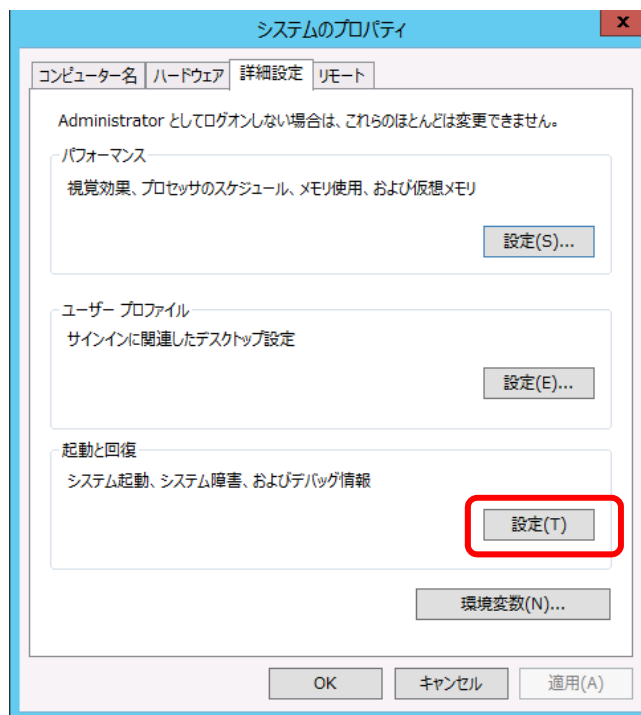 システムのプロパティ
x
コンピューター名 ハードウェア 詳細設定 リモート
Administrator としてログオンしない場合は、これらのほとんどは変更できません。
パフォーマンス
視覚効果、プロセッサのスケジュール、メモリ使用、および仮想メモリ
設定(S)...
ユーザー プロファイル
サインインに関連したデスクトップ設定
設定(E)...
起動と回復
システム起動、システム障害、およびデバッグ情報
設定(T)
環境変数(N)...
OK キャンセル 適用(A)